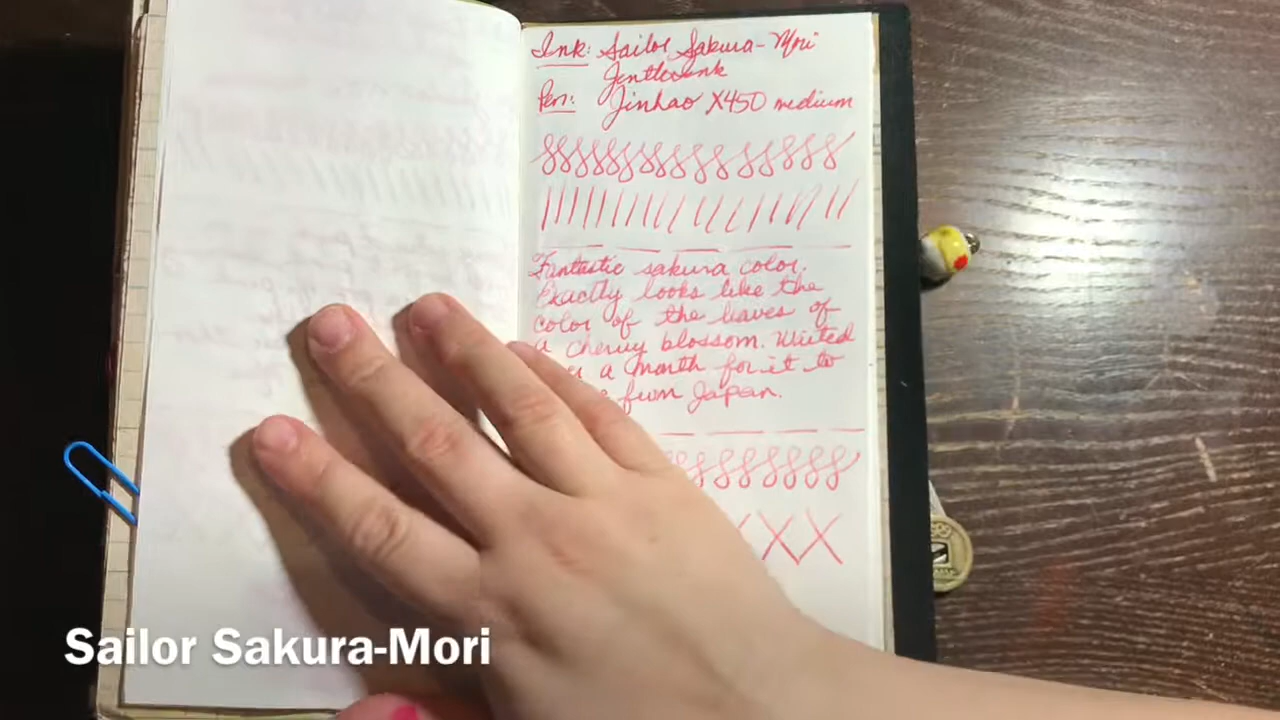 Ink: Sailor Sakura-Mori
Jentle ink
Pen: Jinhao X450 medium
Fantastic sakura color.
Exactly looks like the
color of the leaves of
a cherry blossom. Waited
a month for it to
from Japan.
Sailor Sakura-Mori